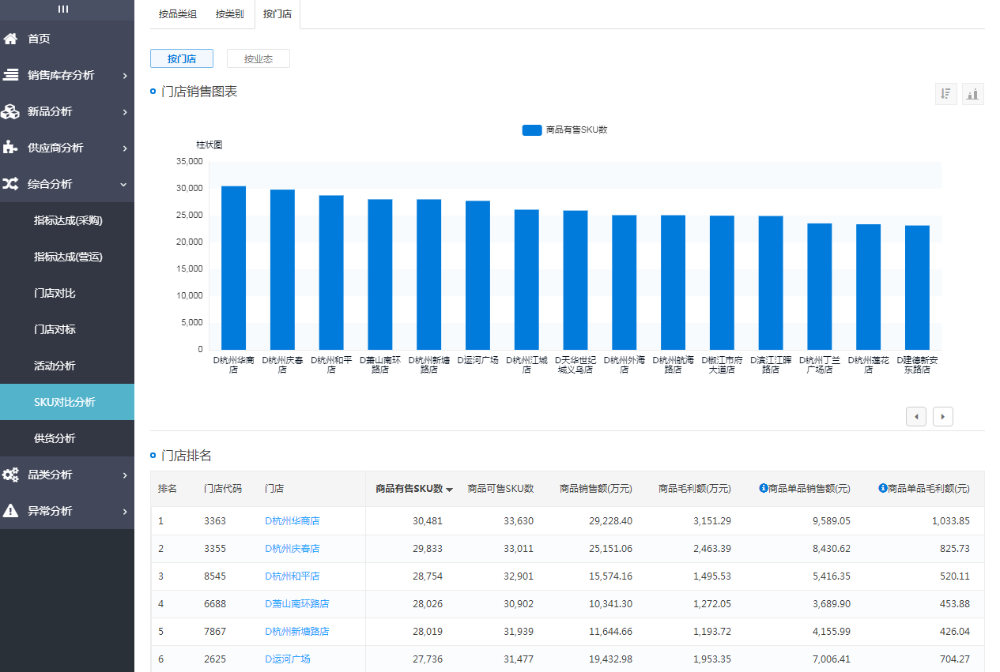 首页
销售库存分析
新品分析
供应商分析
综合分析
指标达成(采购)
指标达成(营运)
门店对比
门店对标
活动分析
SKU对比分析
供货分析
品类分析
异常分析
按品类组 按类别 按门店
按门店 按业态
门店销售图表
商品有售SKU数
柱状图
35,000
30,000
25,000
20,000
15,000
10,000
5,000
0
D杭州华商店
D杭州庆春店
D杭州和平店
D萧山南环路店
D杭州新塘路店
D运河广场
D杭州江城店
D天华世纪城义乌店
D杭州外海店
D杭州航海路店
D椒江市府大道店
D滨江江晖路店
D杭州丁兰广场店
D杭州莲花店
D建德新安东路店
门店排名
排名 门店代码 门店 商品有售SKU数 商品可售SKU数 商品销售额(万元) 商品毛利额(万元) 商品单品销售额(元) 商品单品毛利额(元)
1 3363 D杭州华商店 30,481 33,630 29,228.40 3,151.29 9,589.05 1,033.85
2 3355 D杭州庆春店 29,833 33,011 25,151.06 2,463.39 8,430.62 825.73
3 8545 D杭州和平店 28,754 32,901 15,574.16 1,495.53 5,416.35 520.11
4 6688 D萧山南环路店 28,026 30,902 10,341.30 1,272.05 3,689.90 453.88
5 7867 D杭州新塘路店 28,019 31,939 11,644.66 1,193.72 4,155.99 426.04
6 2625 D运河广场 27,736 31,477 19,432.98 1,953.35 7,006.41 704.27